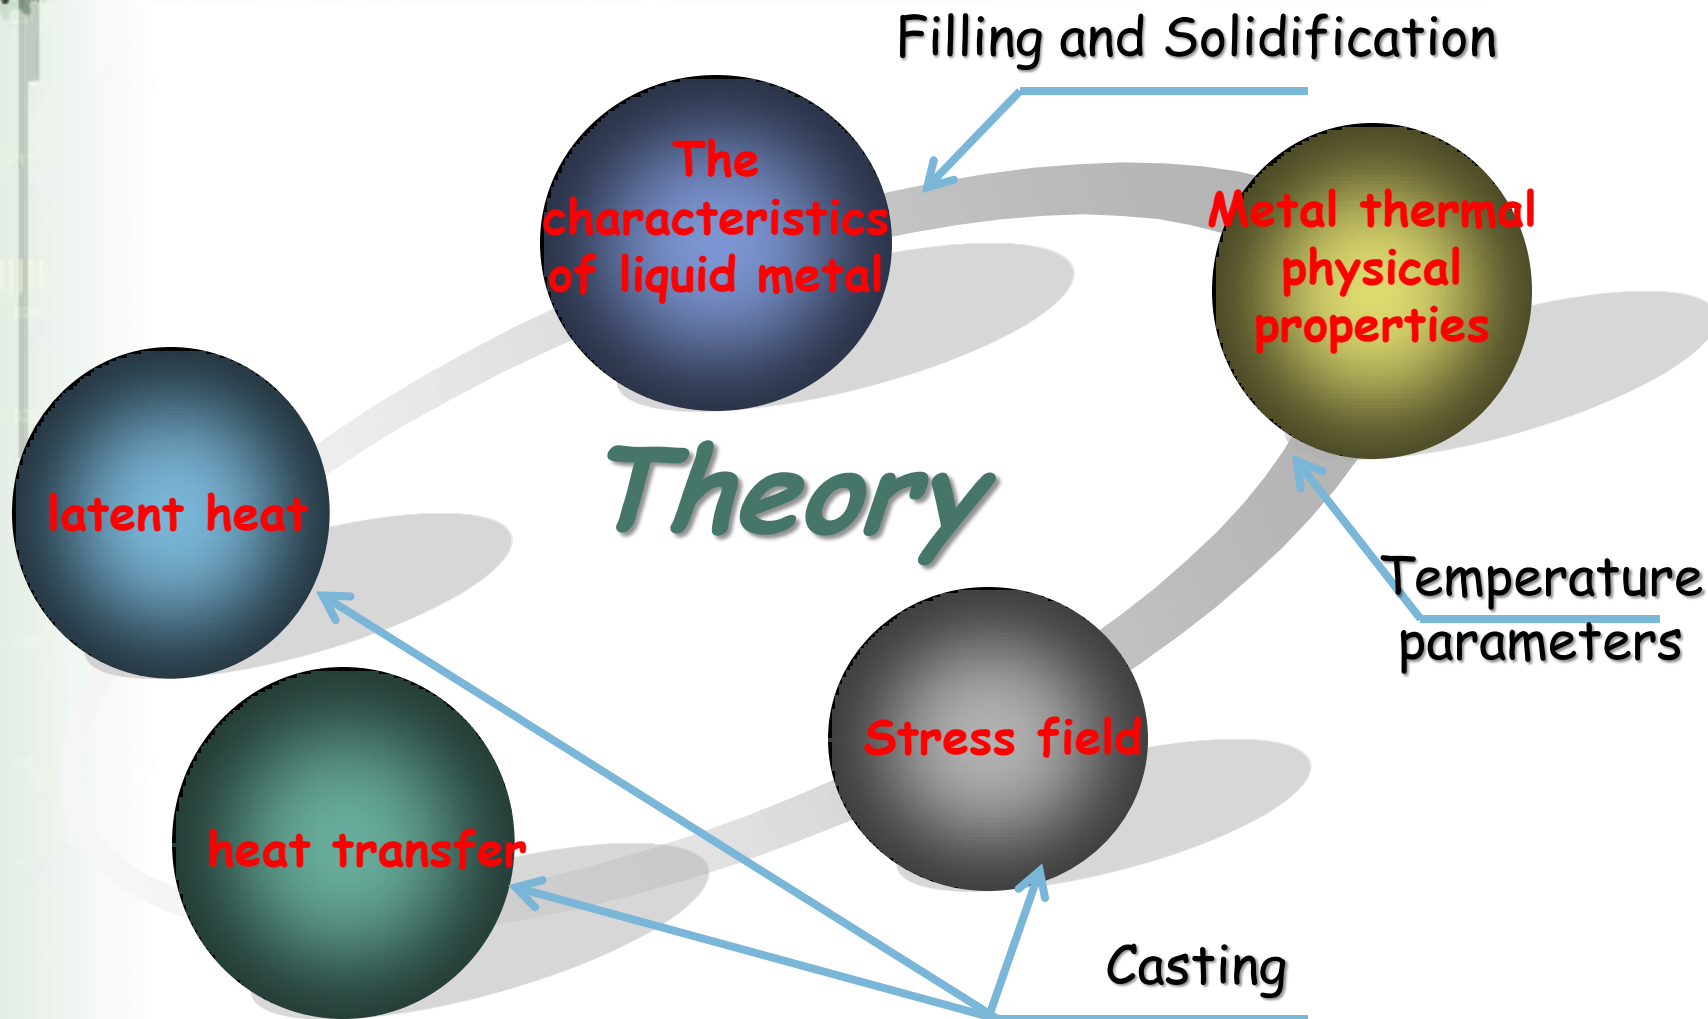 Filling and Solidification
The
characteristics
of liquid metal
Metal thermal
physical
properties
Theory
latent heat
Temperature
parameters
Stress field
heat transfer
Casting